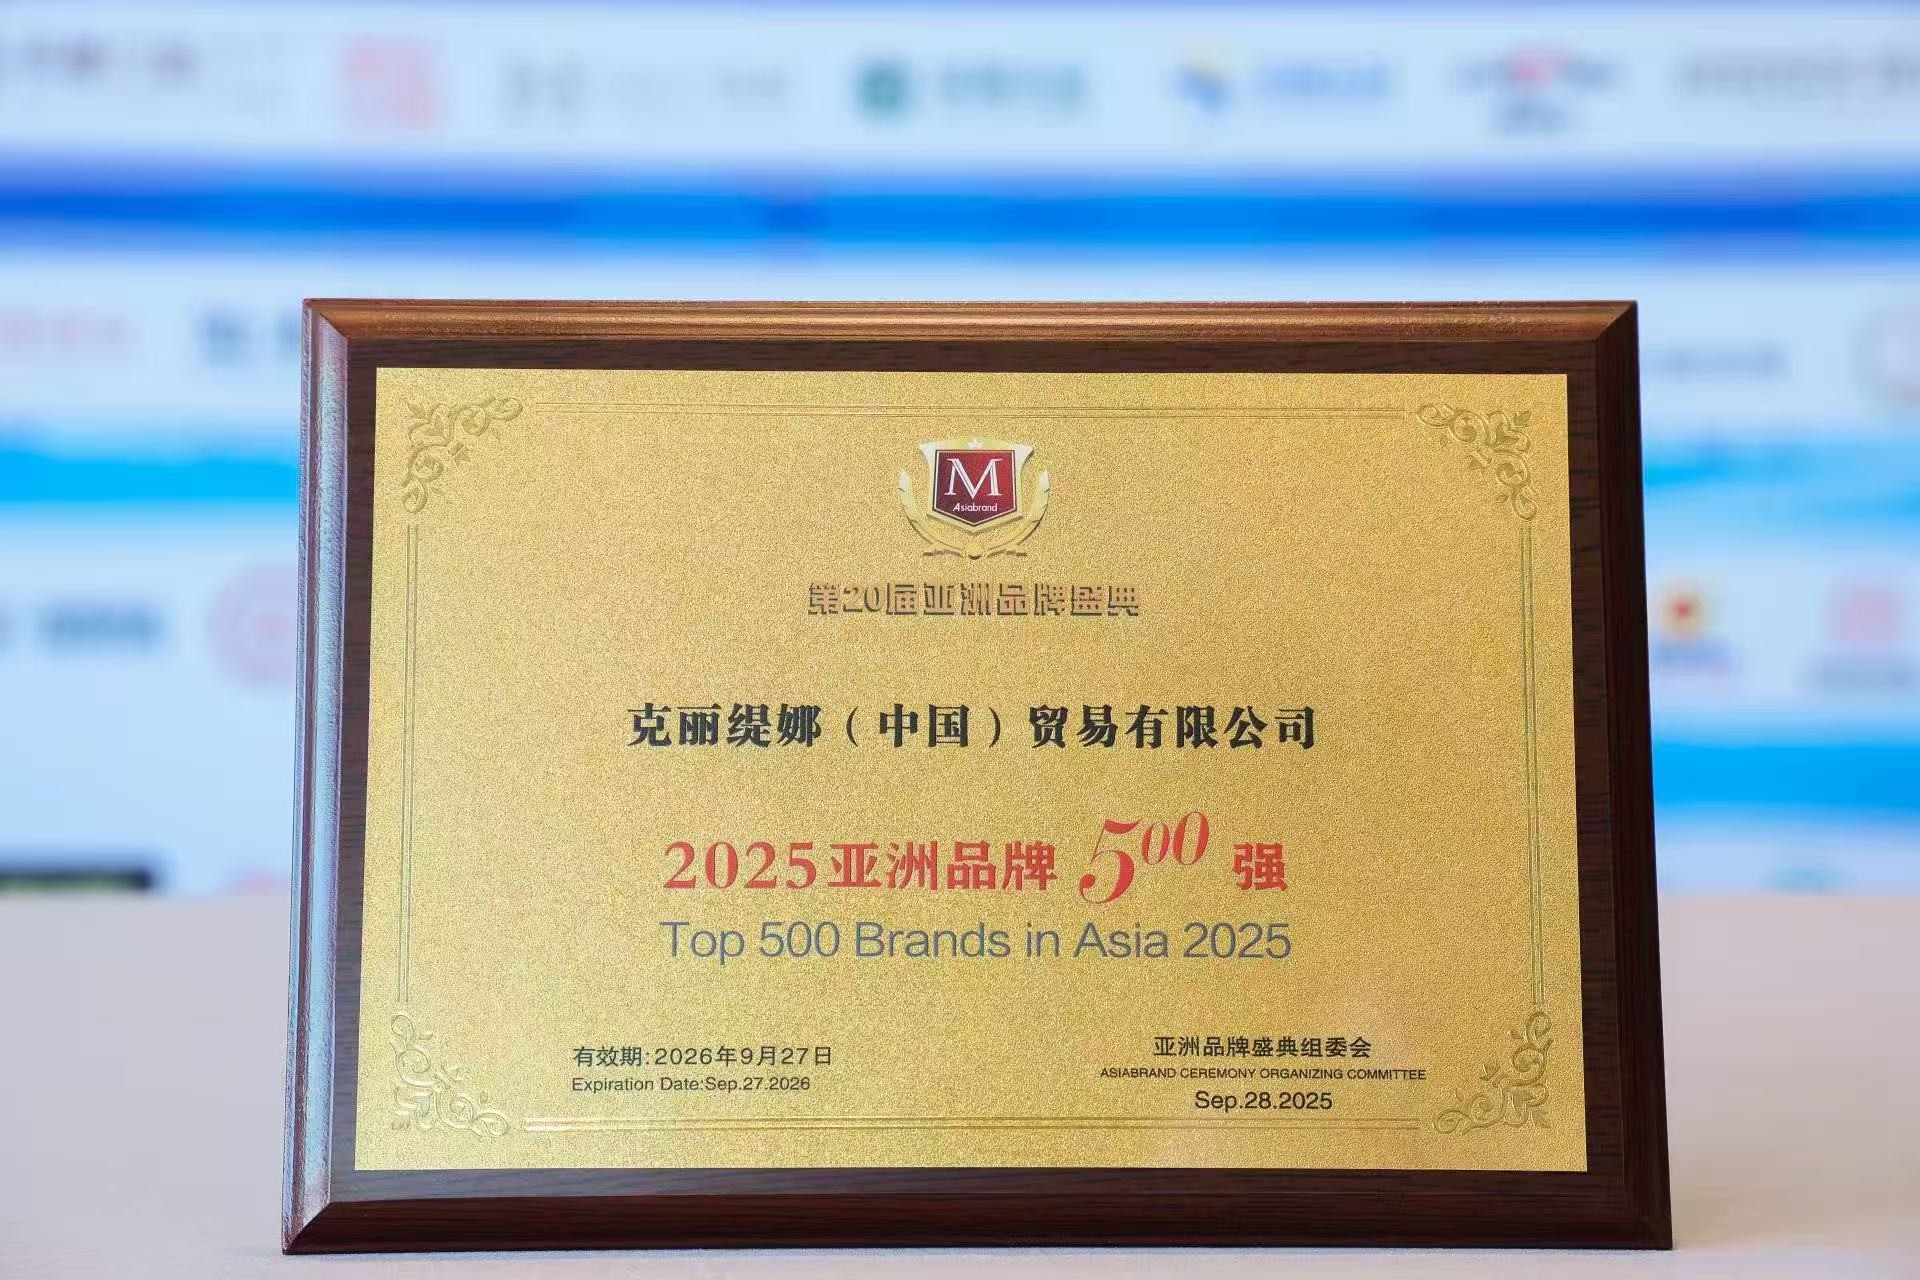 M
Asiabrand
第20届亚洲品牌盛典
克丽缇娜（中国）贸易有限公司
2025亚洲品牌500强
Top 500 Brands in Asia 2025
有效期:2026年9月27日
Expiration Date:Sep.27.2026
亚洲品牌盛典组委会
ASIABRAND CEREMONY ORGANIZING COMMITTEE
Sep.28.2025